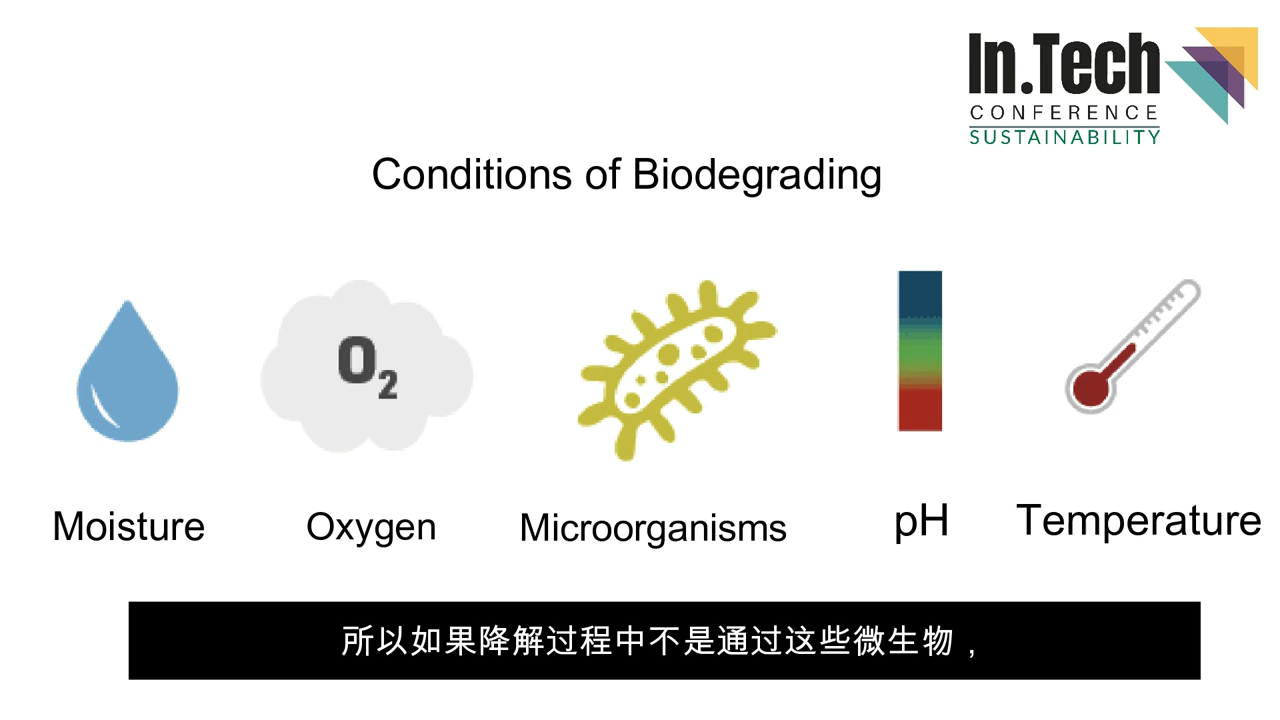 In.Tech
CONFERENCE
SUSTAINABILITY
Conditions of Biodegrading
O₂
Moisture
Oxygen
Microorganisms
pH
Temperature
所以如果降解过程中不是通过这些微生物，